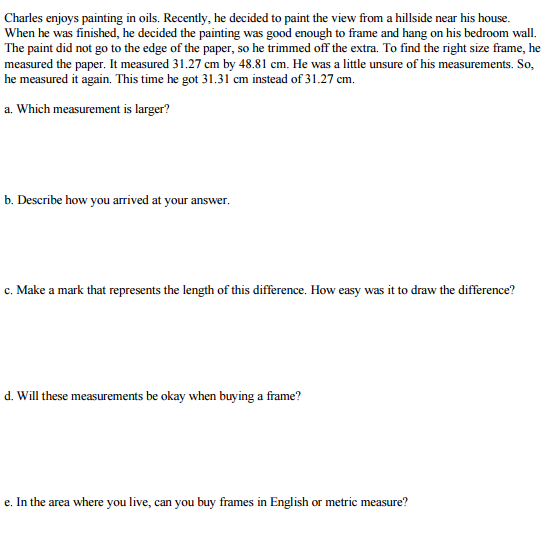 Charles enjoys painting in oils. Recently, he decided to paint the view from a hillside near his house.
When he was finished, he decided the painting was good enough to frame and hang on his bedroom wall.
The paint did not go to the edge of the paper, so he trimmed off the extra. To find the right size frame, he
measured the paper. It measured 31.27 cm by 48.81 cm. He was a little unsure of his measurements. So,
he measured it again. This time he got 31.31 cm instead of 31.27 cm.
a. Which measurement is larger?
b. Describe how you arrived at your answer.
c. Make a mark that represents the length of this difference. How easy was it to draw the difference?
d. Will these measurements be okay when buying a frame?
e. In the area where you live, can you buy frames in English or metric measure?